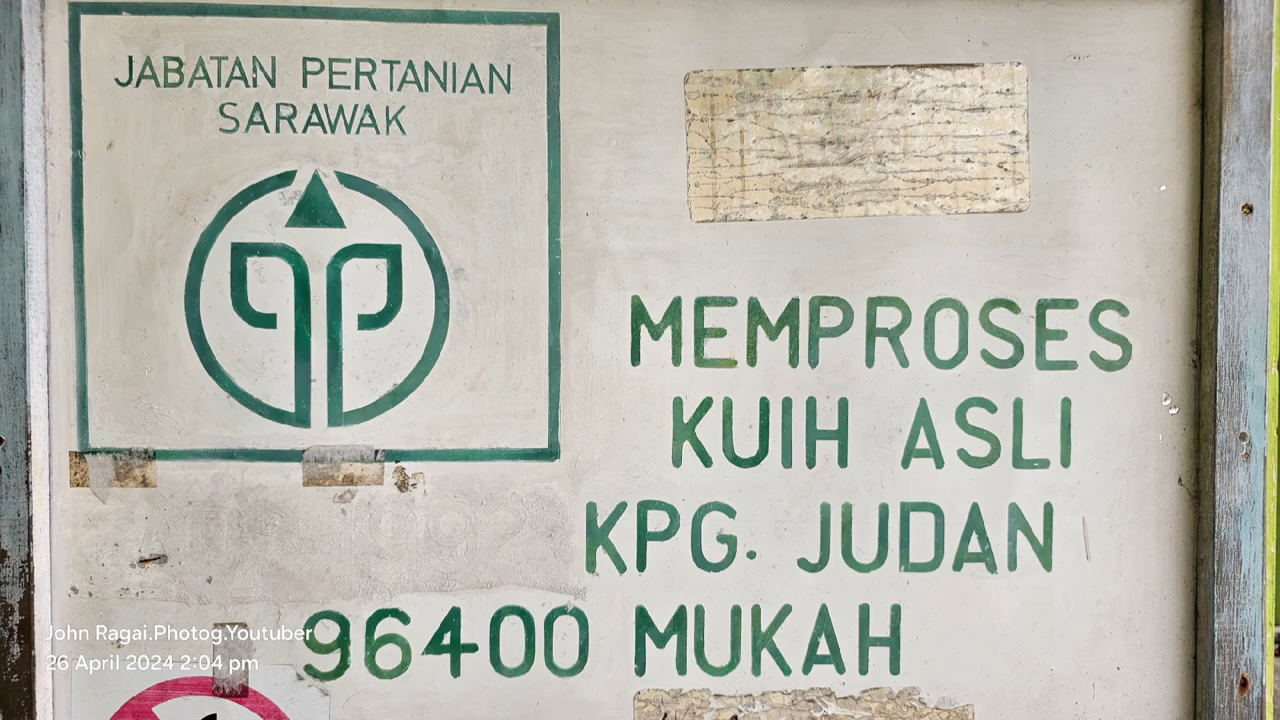 JABATAN PERTANIAN
SARAWAK
MEMPROSES
KUIH ASLI
KPG. JUDAN
96400 MUKAH
John Ragai.Photog.Youtuber
26 April 2024 2:04 pm